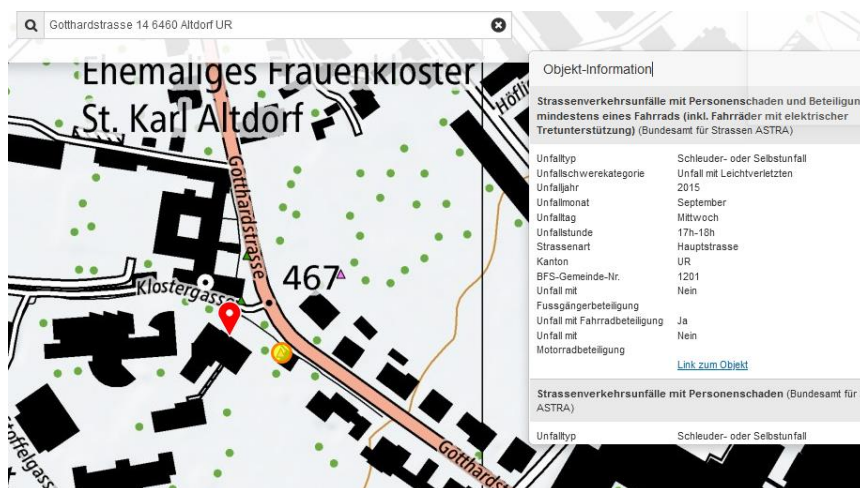 Gotthardstrasse 14 6460 Altdorf UR
Ehemaliges Frauenkloster
St. Karl Altdorf
Höfli
Gotthardstrasse
467
Klostergasse
Gotthards
toffelgass
Objekt-Information
Strassenverkehrsunfälle mit Personenschaden und Beteiligun
mindestens eines Fahrrads (inkl. Fahrräder mit elektrischer
Tretunterstützung) (Bundesamt für Strassen ASTRA)
Unfalltyp Schleuder- oder Selbstunfall
Unfallschwerekategorie Unfall mit Leichtverletzten
Unfalljahr 2015
Unfallmonat September
Unfalltag Mittwoch
Unfallstunde 17h-18h
Strassenart Hauptstrasse
Kanton UR
BFS-Gemeinde-Nr. 1201
Unfall mit Nein
Fussgängerbeteiligung
Unfall mit Fahrradbeteiligung Ja
Unfall mit Nein
Motorradbeteiligung
Link zum Objekt
Strassenverkehrsunfälle mit Personenschaden (Bundesamt für
ASTRA)
Unfalltyp Schleuder- oder Selbstunfall